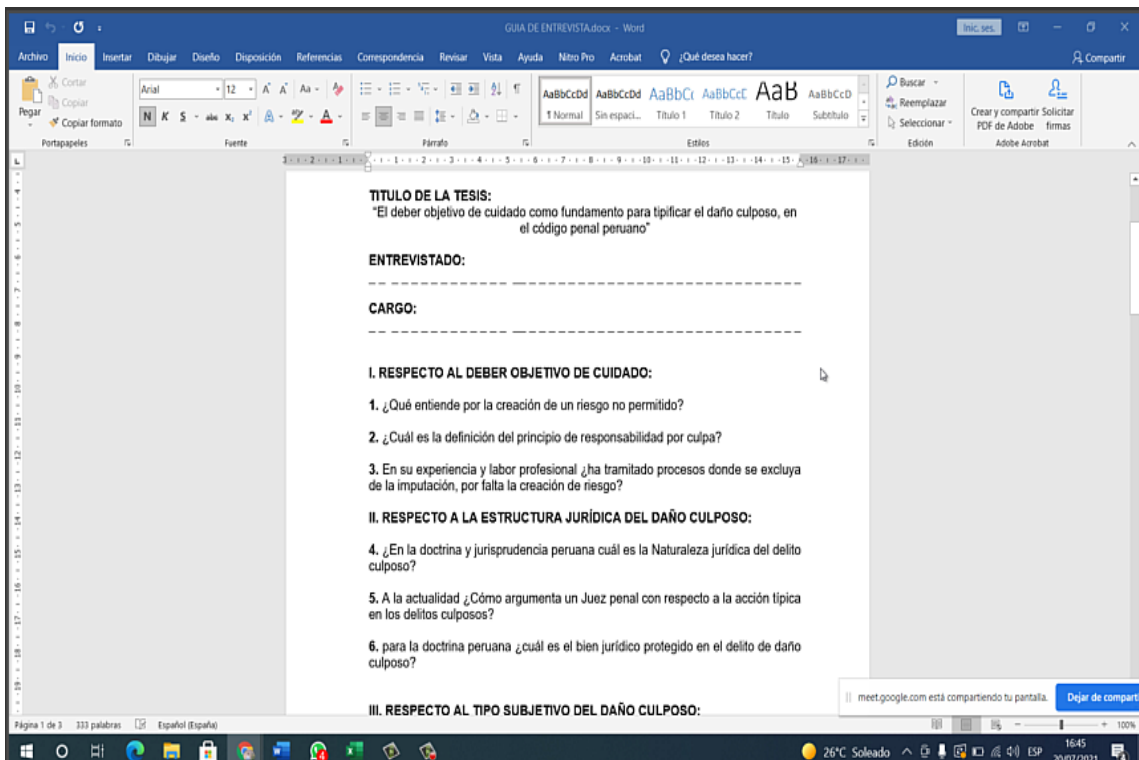 GUIA DE ENTREVISTA.docx - Word
Inic. ses.
Archivo Inicio Insertar Dibujar Diseño Disposición Referencias Correspondencia Revisar Vista Ayuda Nitro Pro Acrobat ¿Qué desea hacer? Compartir
Pegar
Cortar
Copiar
Copiar formato
Portapapeles
Arial 12
N K S abc x₂ x²
Fuente
Párrafo
AaBbCcDd AaBbCcDd AaBbCc AaBbCcE AaB AaBbCcD
¶ Normal Sin espaci... Título 1 Título 2 Título Subtítulo
Estilos
Buscar
Reemplazar
Seleccionar
Edición
Crear y compartir PDF de Adobe
Solicitar firmas
Adobe Acrobat
TITULO DE LA TESIS:
“El deber objetivo de cuidado como fundamento para tipificar el daño culposo, en
el código penal peruano”
ENTREVISTADO:
CARGO:
I. RESPECTO AL DEBER OBJETIVO DE CUIDADO:
1. ¿Qué entiende por la creación de un riesgo no permitido?
2. ¿Cuál es la definición del principio de responsabilidad por culpa?
3. En su experiencia y labor profesional ¿ha tramitado procesos donde se excluya
de la imputación, por falta la creación de riesgo?
II. RESPECTO A LA ESTRUCTURA JURÍDICA DEL DAÑO CULPOSO:
4. ¿En la doctrina y jurisprudencia peruana cuál es la Naturaleza jurídica del delito
culposo?
5. A la actualidad ¿Cómo argumenta un Juez penal con respecto a la acción típica
en los delitos culposos?
6. para la doctrina peruana ¿cuál es el bien jurídico protegido en el delito de daño
culposo?
III. RESPECTO AL TIPO SUBJETIVO DEL DAÑO CULPOSO:
meet.google.com está compartiendo tu pantalla. Dejar de compart
Página 1 de 3 333 palabras Español (España) 100%
26°C Soleado ESP 16:45
20/07/2021